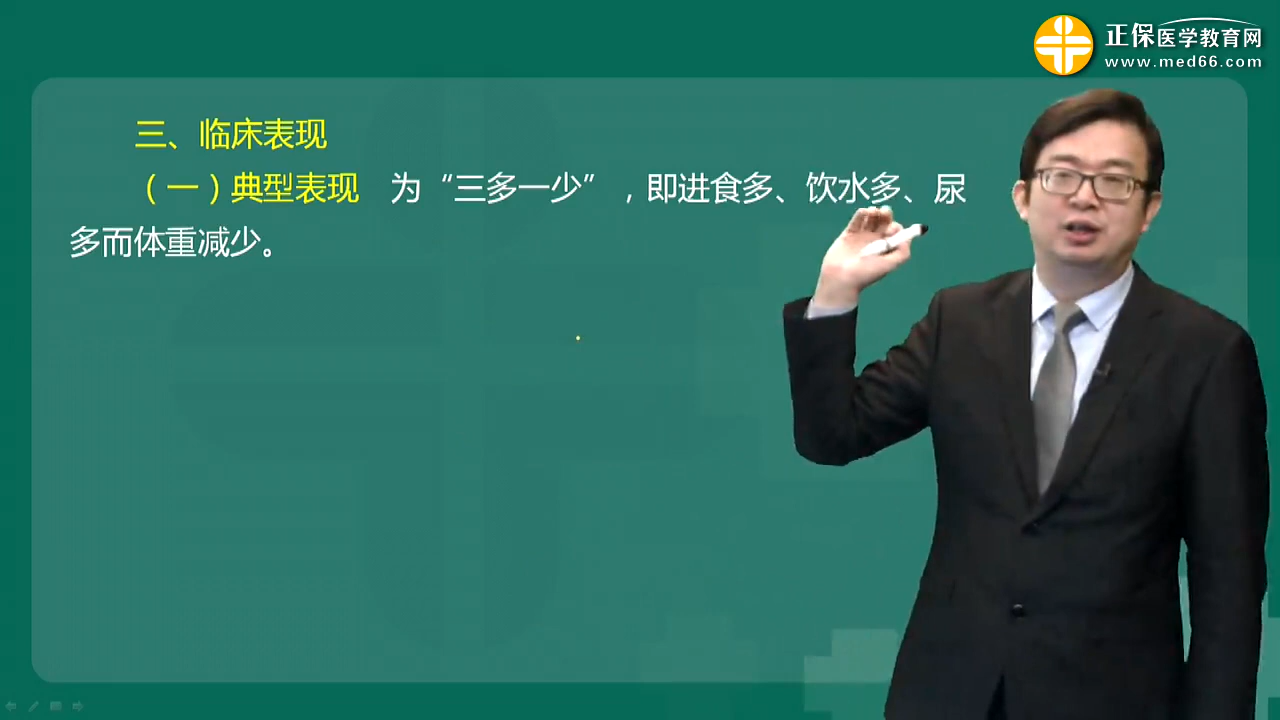 正保医学教育网
www.med66.com
三、临床表现
（一）典型表现 为“三多一少”，即进食多、饮水多、尿
多而体重减少。